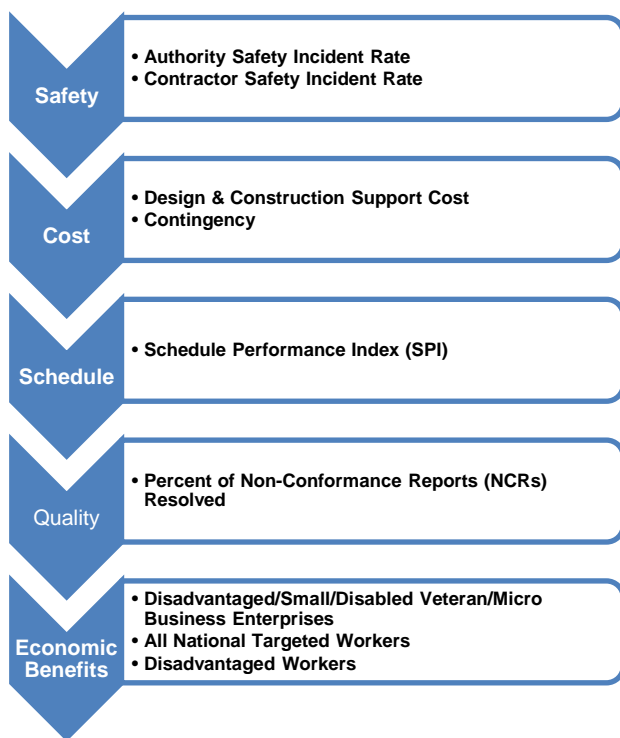 Safety
• Authority Safety Incident Rate
• Contractor Safety Incident Rate
Cost
• Design & Construction Support Cost
• Contingency
Schedule
• Schedule Performance Index (SPI)
Quality
• Percent of Non-Conformance Reports (NCRs)
Resolved
Economic
Benefits
• Disadvantaged/Small/Disabled Veteran/Micro
Business Enterprises
• All National Targeted Workers
• Disadvantaged Workers